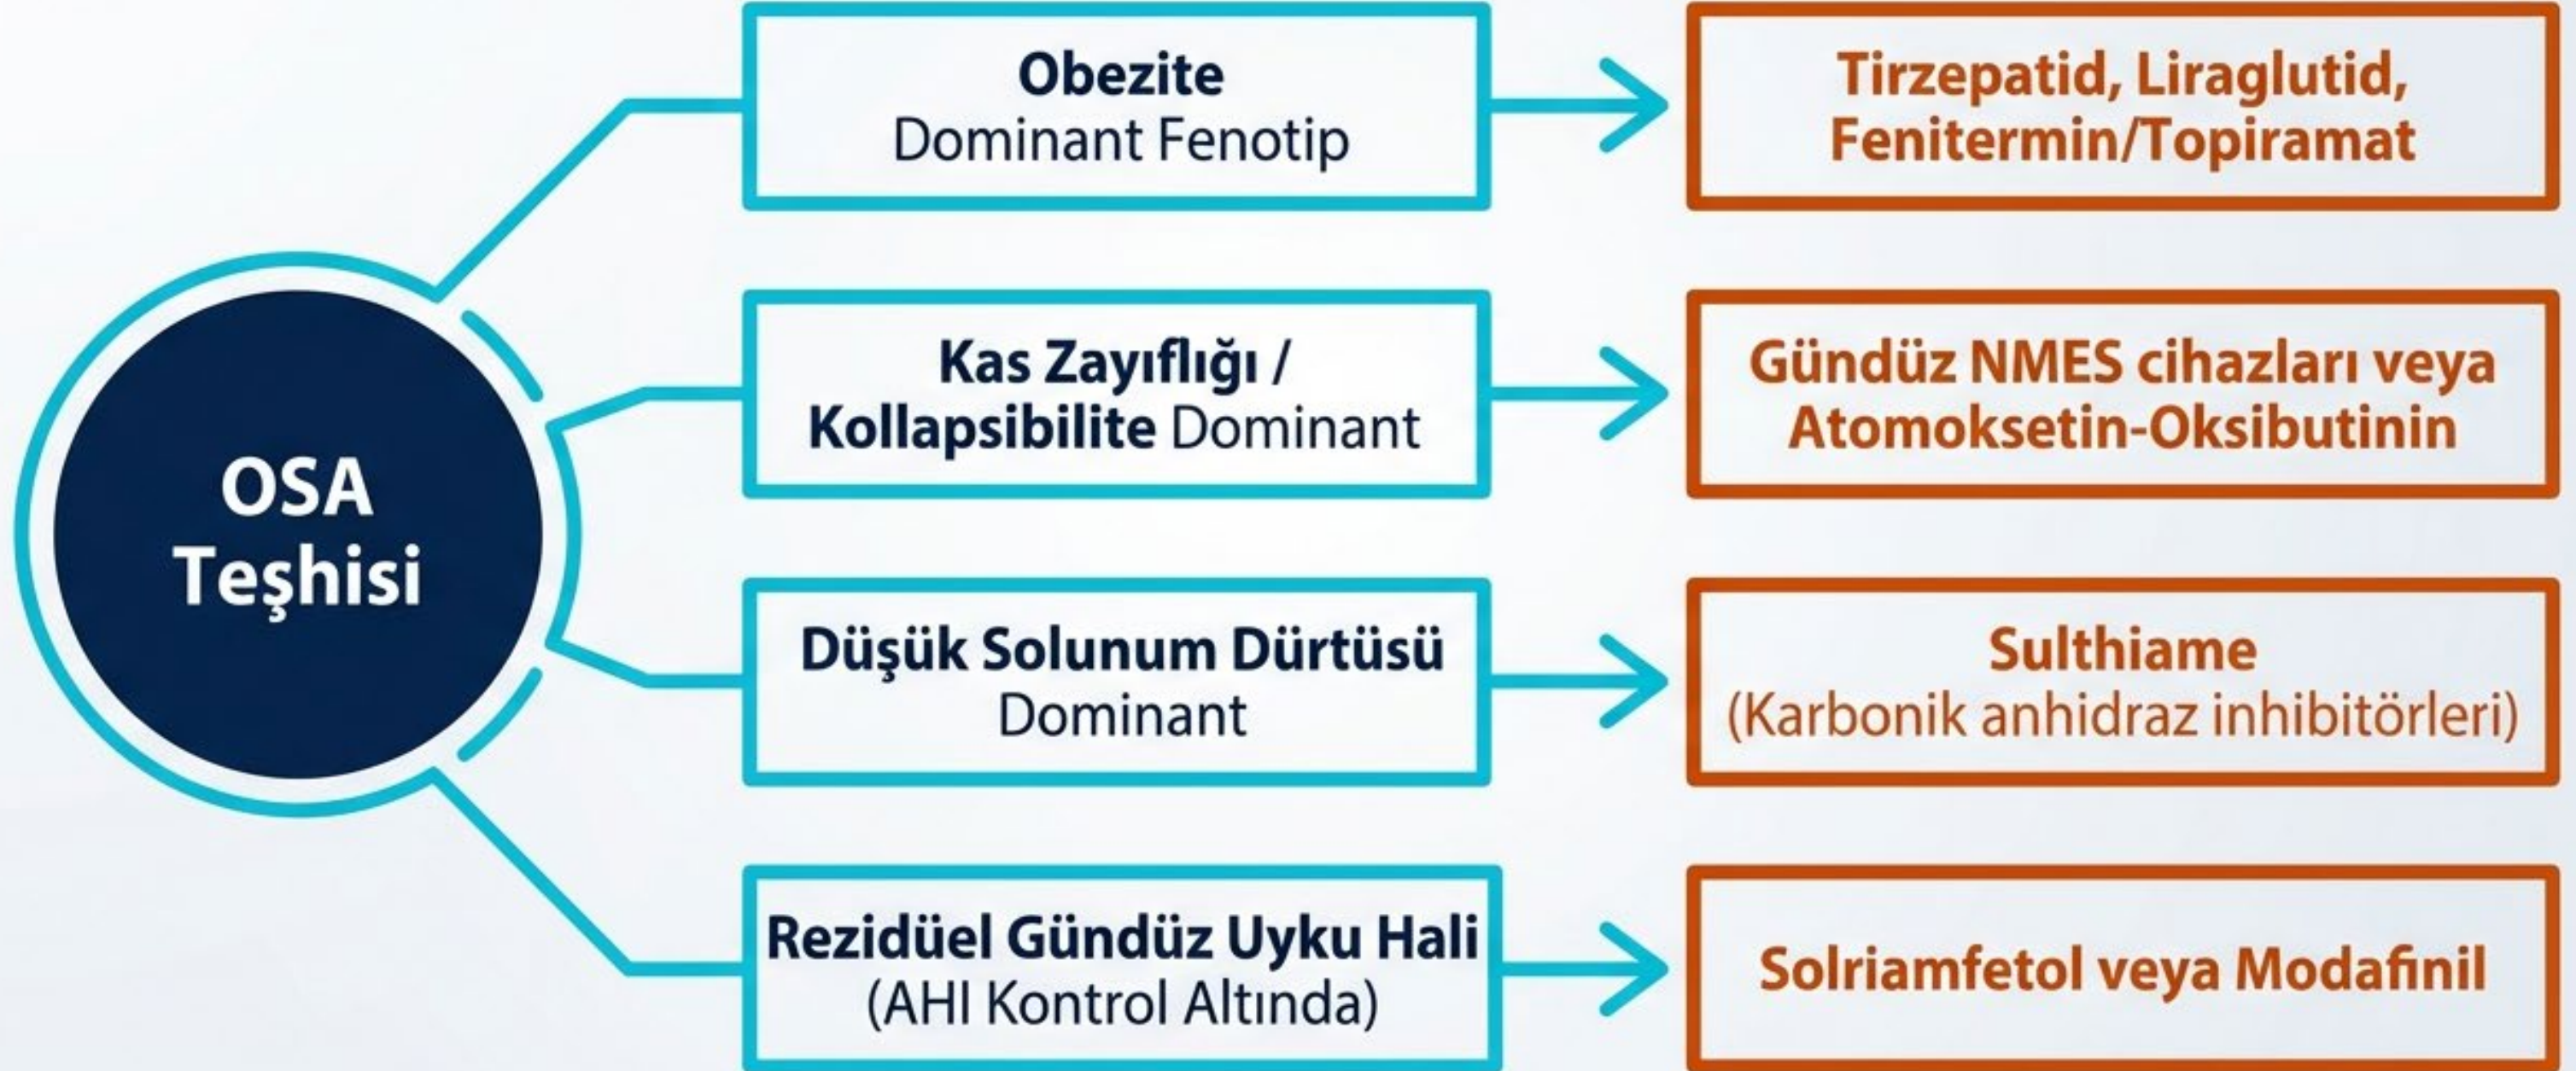 OSA
Teşhisi
Obezite
Dominant Fenotip
Tirzepatid, Liraglutid,
Fenitermin/Topiramat
Kas Zayıflığı /
Kollapsibilite Dominant
Gündüz NMES cihazları veya
Atomoksetin-Oksibutinin
Düşük Solunum Dürtüsü
Dominant
Sulthiame
(Karbonik anhidraz inhibitörleri)
Rezidüel Gündüz Uyku Hali
(AHI Kontrol Altında)
Solriamfetol veya Modafinil